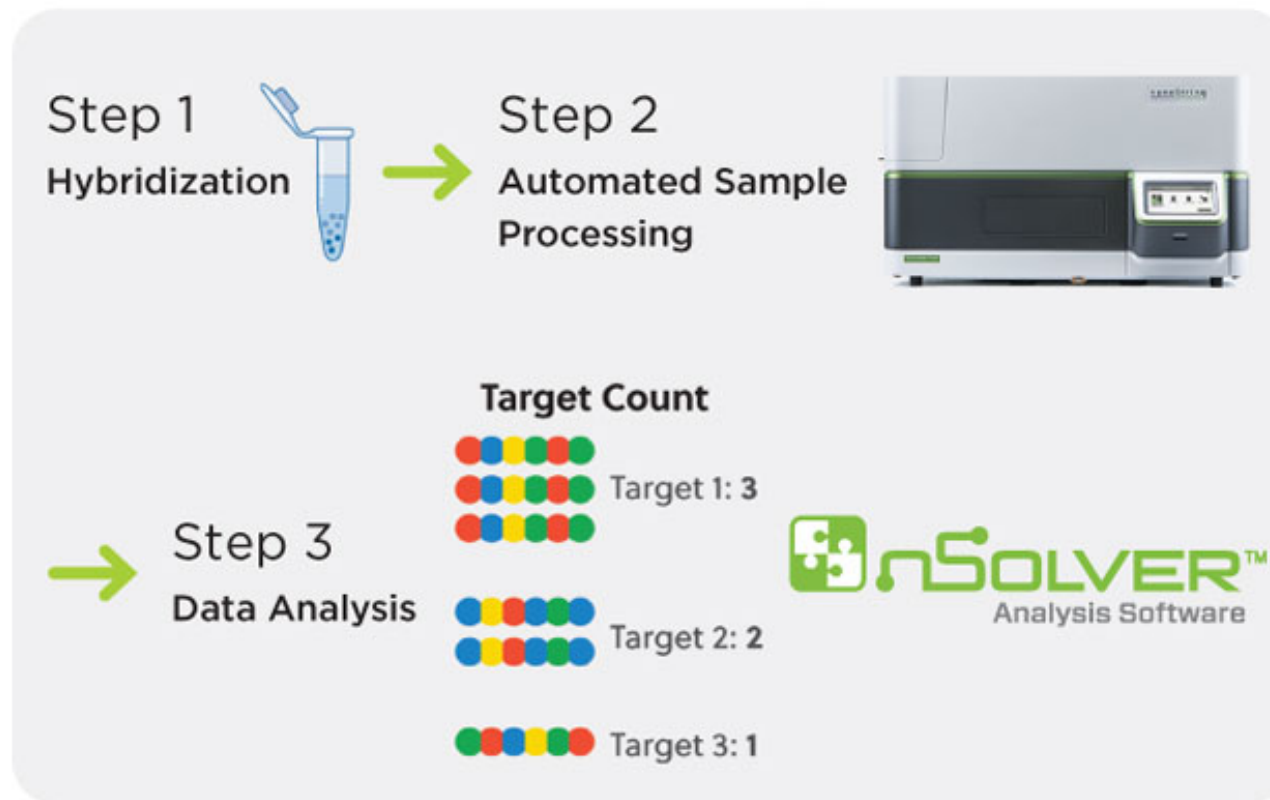 Step 1
Hybridization
Step 2
Automated Sample
Processing
nanoString
Target Count
Target 1: 3
Step 3
Data Analysis
Target 2: 2
Target 3: 1
nSOLVER™
Analysis Software